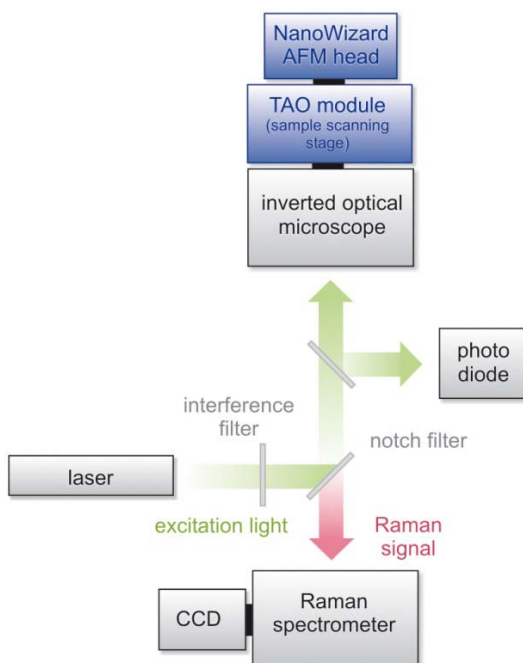 NanoWizard
AFM head
TAO module
(sample scanning
stage)
inverted optical
microscope
photo
diode
interference
filter
notch filter
laser
excitation light
Raman
signal
CCD
Raman
spectrometer